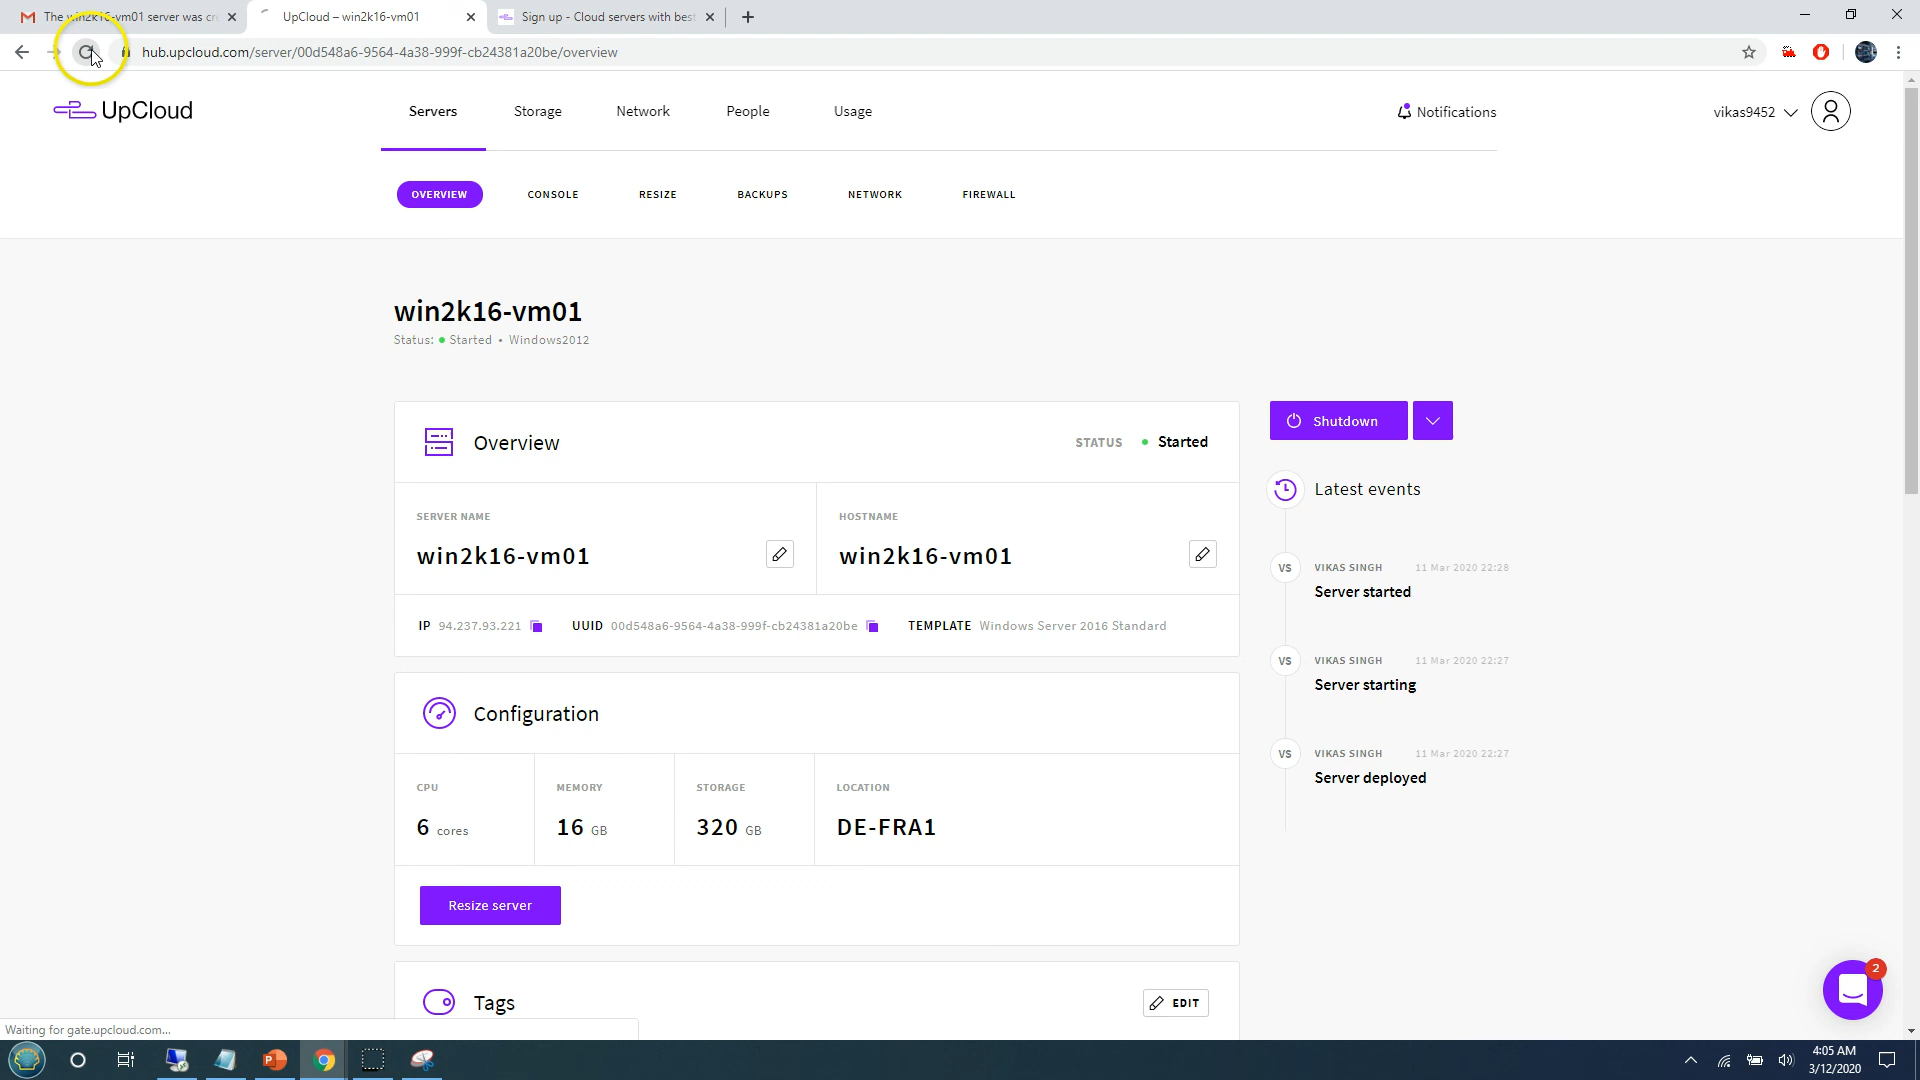 The win2k16-vm01 server was cr
UpCloud – win2k16-vm01
Sign up - Cloud servers with best
hub.upcloud.com/server/00d548a6-9564-4a38-999f-cb24381a20be/overview
UpCloud
Servers
Storage
Network
People
Usage
Notifications
vikas9452
OVERVIEW
CONSOLE
RESIZE
BACKUPS
NETWORK
FIREWALL
win2k16-vm01
Status: Started • Windows2012
Overview
STATUS Started
SERVER NAME
win2k16-vm01
HOSTNAME
win2k16-vm01
IP 94.237.93.221
UUID 00d548a6-9564-4a38-999f-cb24381a20be
TEMPLATE Windows Server 2016 Standard
Shutdown
Latest events
VS
VIKAS SINGH 11 Mar 2020 22:28
Server started
VS
VIKAS SINGH 11 Mar 2020 22:27
Server starting
VS
VIKAS SINGH 11 Mar 2020 22:27
Server deployed
Configuration
CPU
6 cores
MEMORY
16 GB
STORAGE
320 GB
LOCATION
DE-FRA1
Resize server
Tags
EDIT
2
Waiting for gate.upcloud.com...
4:05 AM
3/12/2020